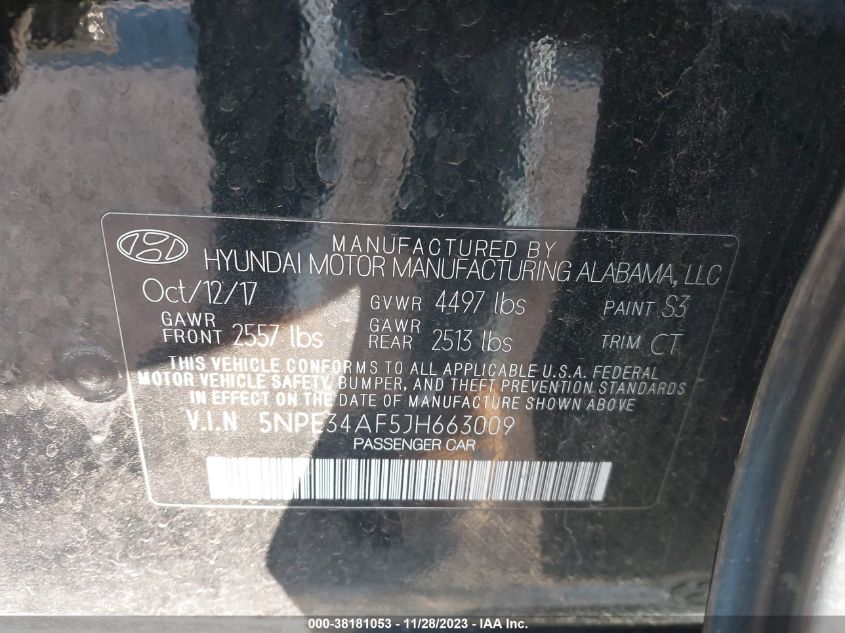 MANUFACTURED BY
HYUNDAI MOTOR MANUFACTURING ALABAMA, LLC
Oct/12/17 GVWR 4497 lbs PAINT S3
GAWR FRONT 2557 lbs GAWR REAR 2513 lbs TRIM CT
THIS VEHICLE CONFORMS TO ALL APPLICABLE U.S.A. FEDERAL
MOTOR VEHICLE SAFETY, BUMPER, AND THEFT PREVENTION STANDARDS
IN EFFECT ON THE DATE OF MANUFACTURE SHOWN ABOVE.
V.I.N 5NPE34AF5JH663009
PASSENGER CAR
000-38181053 - 11/28/2023 - IAA Inc.